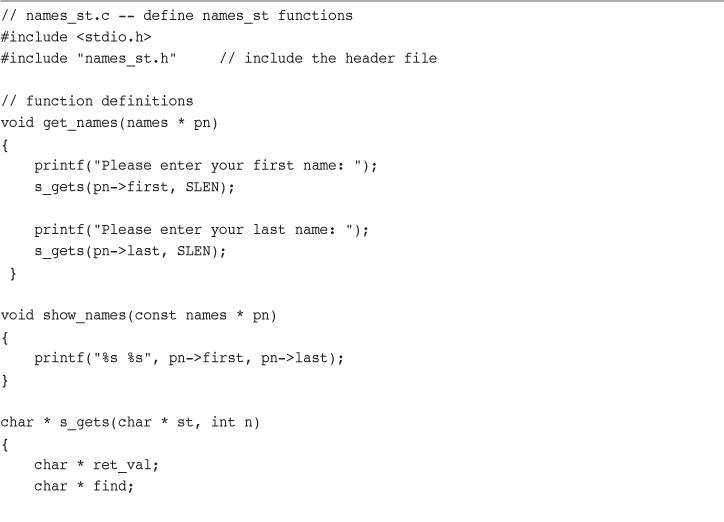 // names_st.c -- define names_st functions
#include <stdio.h>
#include "names_st.h"     // include the header file

// function definitions
void get_names(names * pn)
{
    printf("Please enter your first name: ");
    s_gets(pn->first, SLEN);

    printf("Please enter your last name: ");
    s_gets(pn->last, SLEN);
 }

void show_names(const names * pn)
{
    printf("%s %s", pn->first, pn->last);
}

char * s_gets(char * st, int n)
{
    char * ret_val;
    char * find;